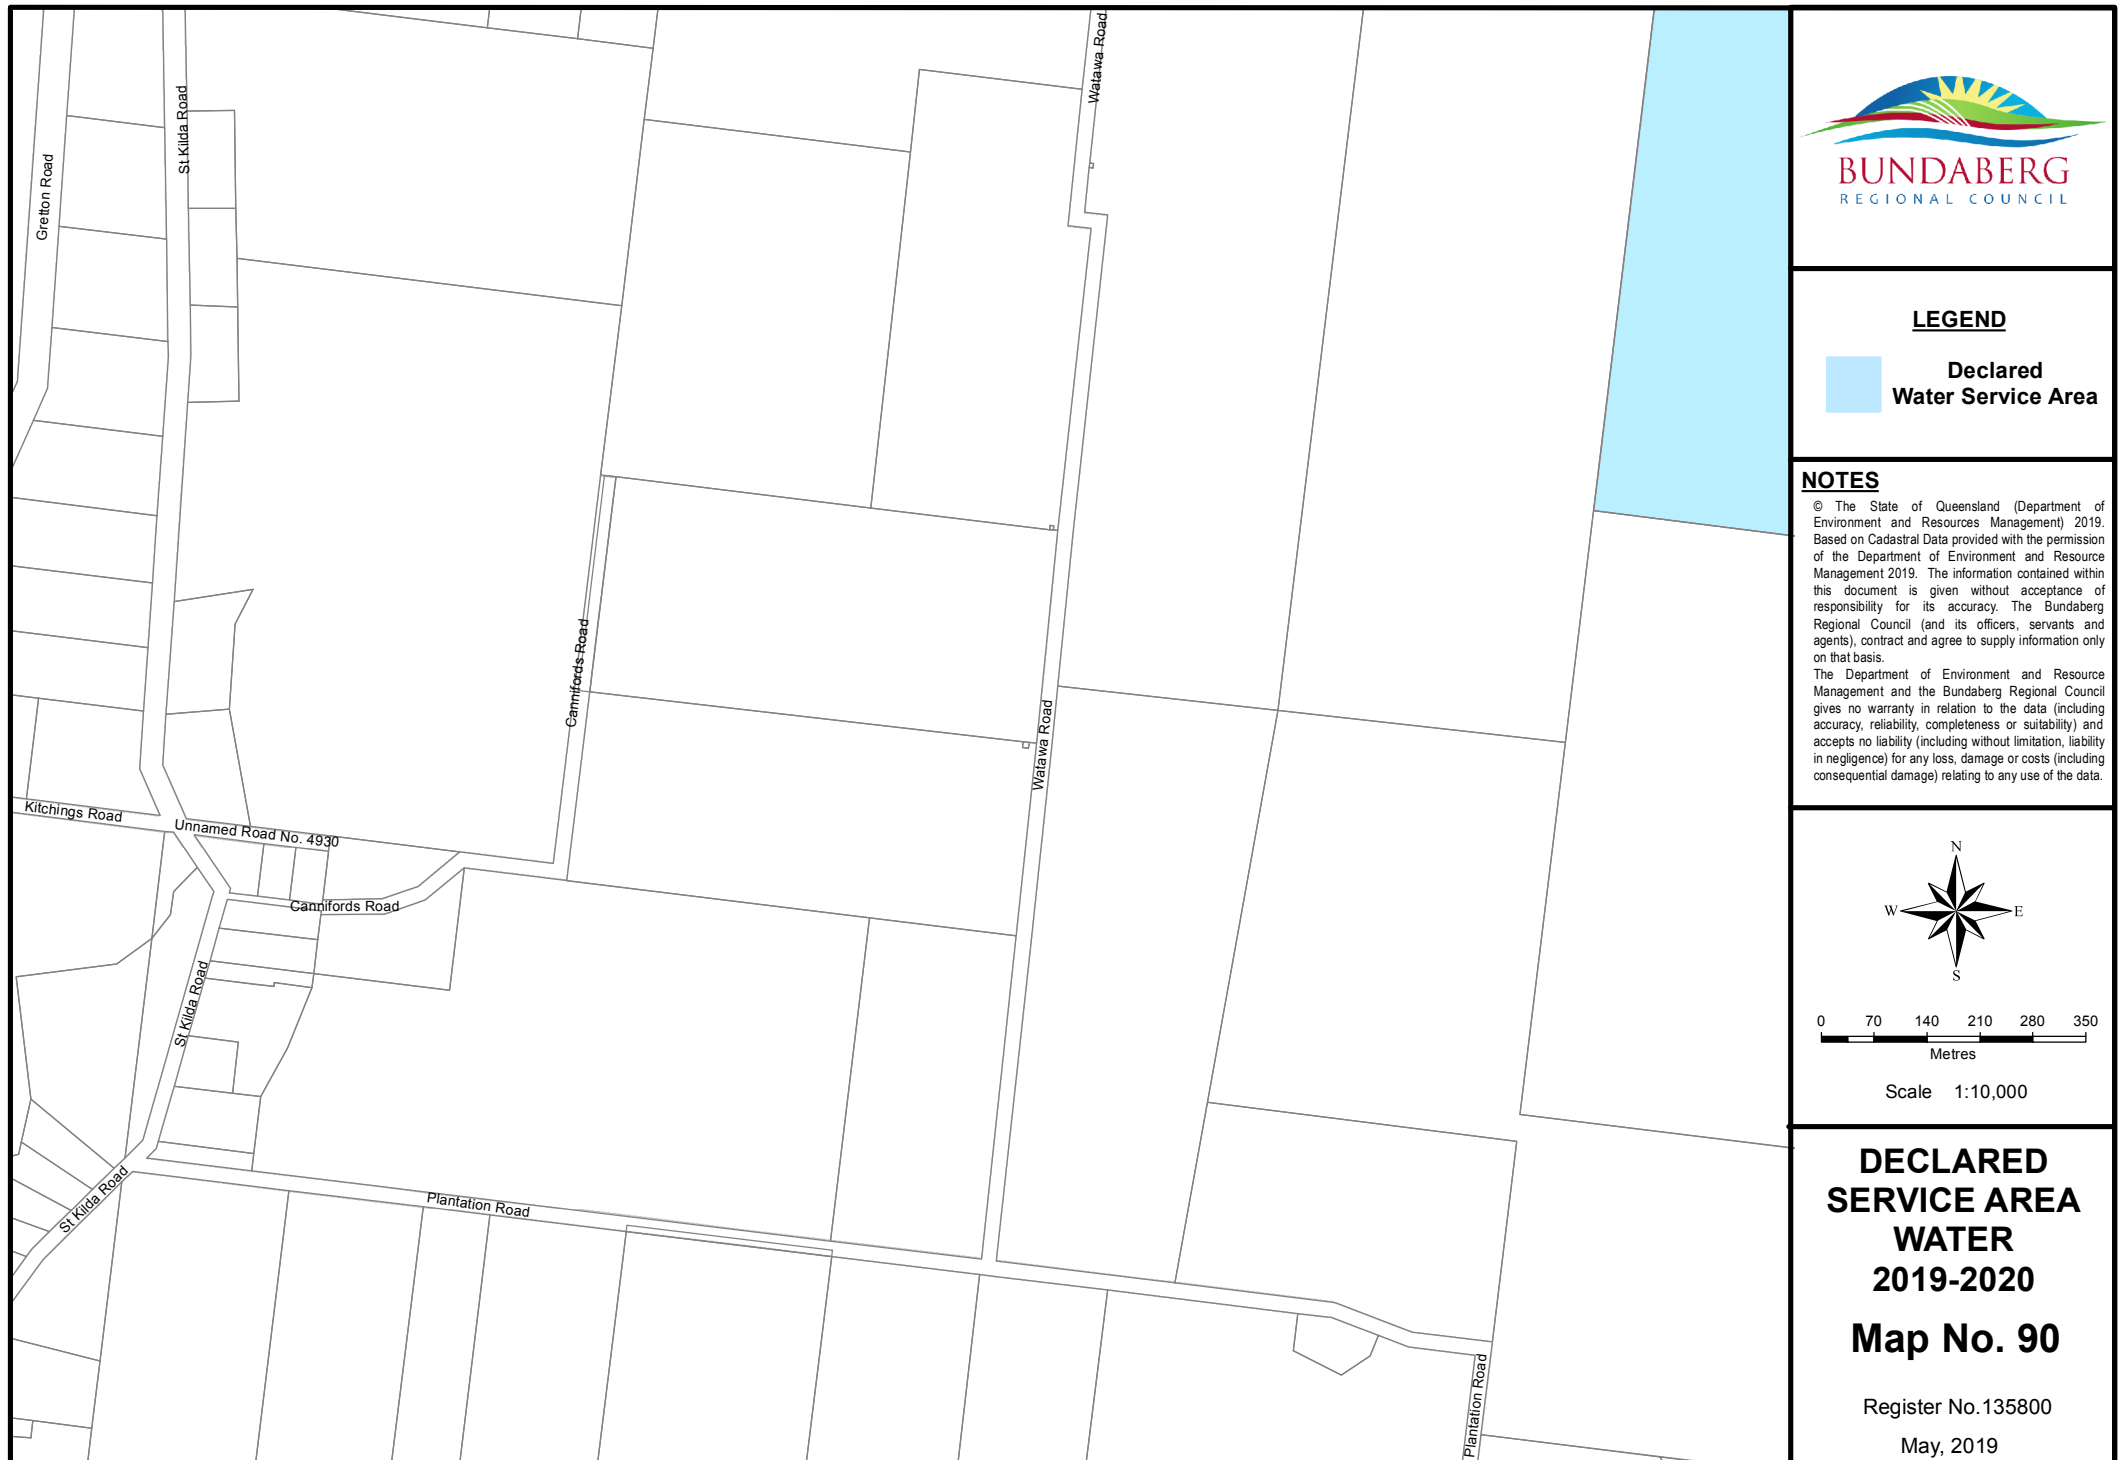 Gretton Road
St Kilda Road
Watawa Road
Cannifords Road
Watawa Road
Kitchings Road
Unnamed Road No. 4930
Cannifords Road
St Kilda Road
St Kilda Road
Plantation Road
Plantation Road
BUNDABERG
REGIONAL COUNCIL
LEGEND
Declared
Water Service Area
NOTES
© The State of Queensland (Department of
Environment and Resources Management) 2019.
Based on Cadastral Data provided with the permission
of the Department of Environment and Resource
Management 2019. The information contained within
this document is given without acceptance of
responsibility for its accuracy. The Bundaberg
Regional Council (and its officers, servants and
agents), contract and agree to supply information only
on that basis.
The Department of Environment and Resource
Management and the Bundaberg Regional Council
gives no warranty in relation to the data (including
accuracy, reliability, completeness or suitability) and
accepts no liability (including without limitation, liability
in negligence) for any loss, damage or costs (including
consequential damage) relating to any use of the data.
N
W E
S
0 70 140 210 280 350
Metres
Scale 1:10,000
DECLARED
SERVICE AREA
WATER
2019-2020
Map No. 90
Register No.135800
May, 2019